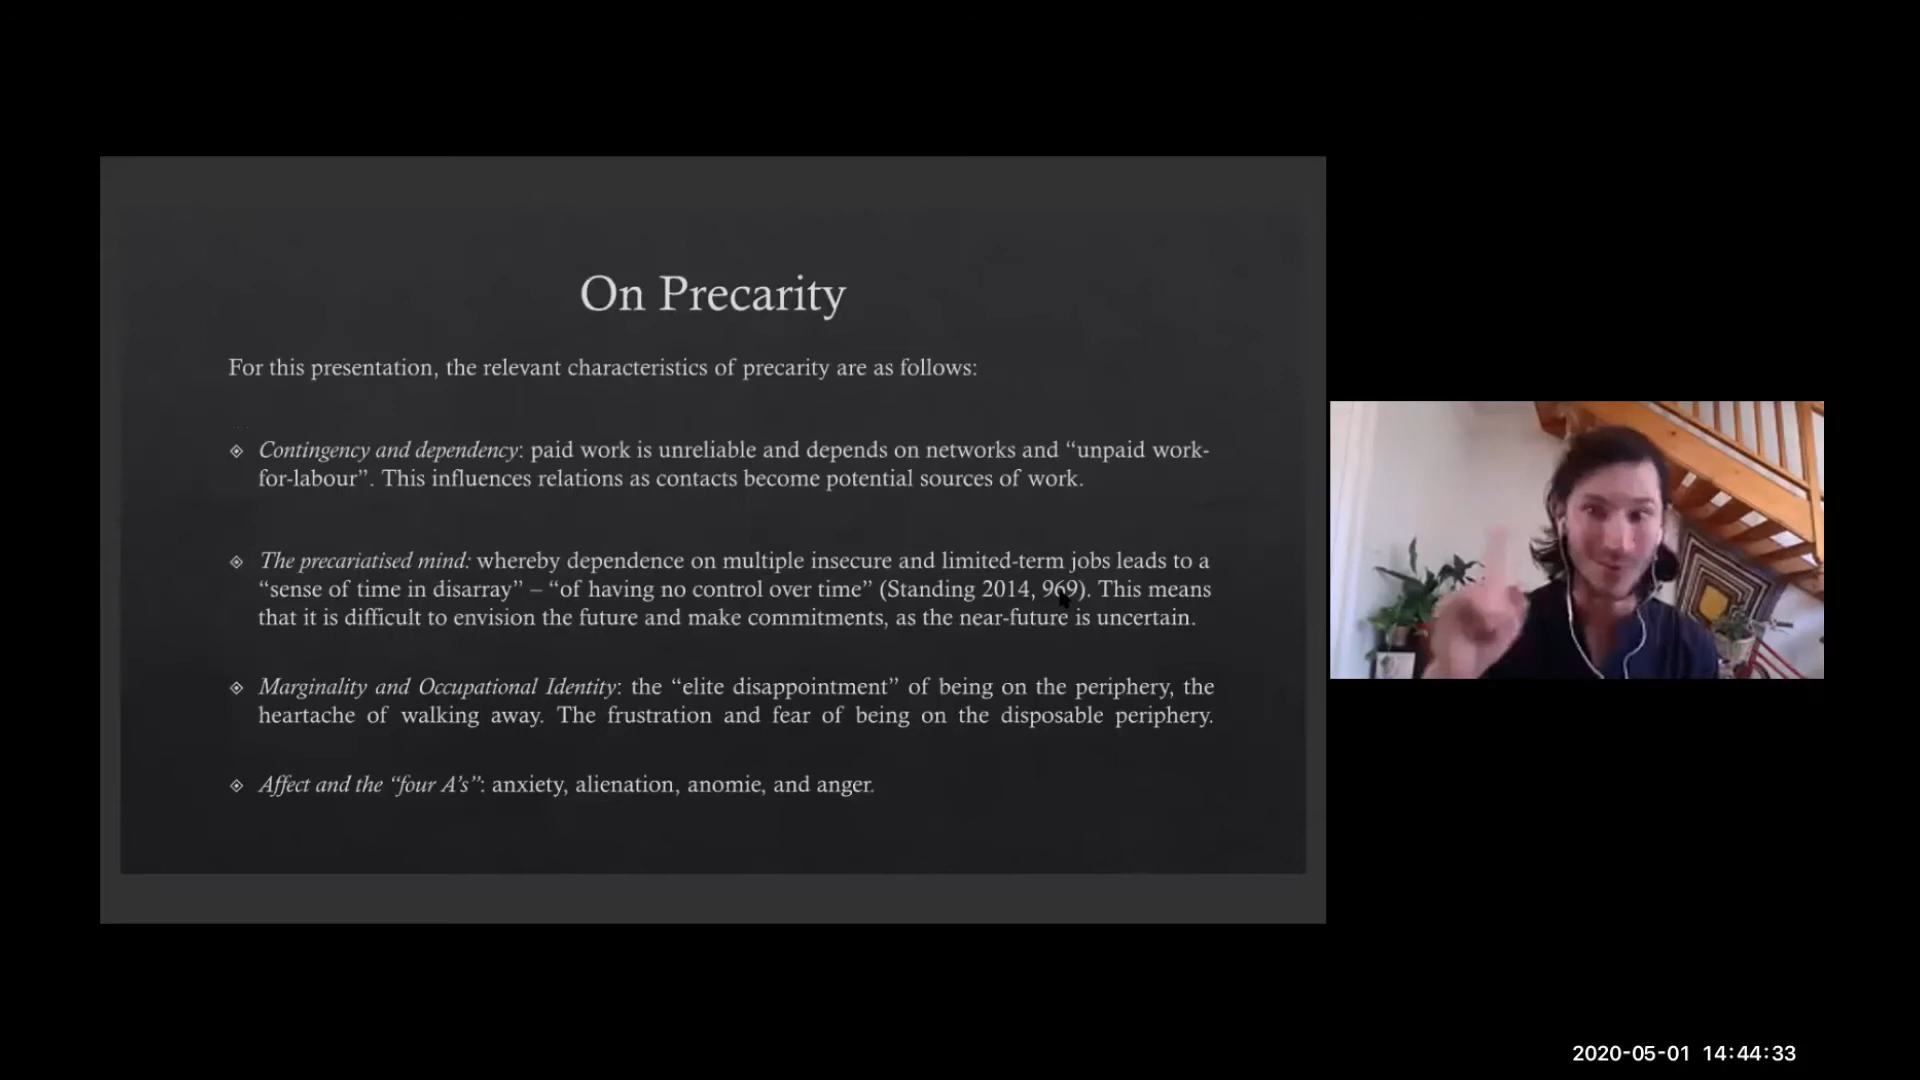 On Precarity
For this presentation, the relevant characteristics of precarity are as follows:
Contingency and dependency: paid work is unreliable and depends on networks and “unpaid work-
for-labour”. This influences relations as contacts become potential sources of work.
The precariatised mind: whereby dependence on multiple insecure and limited-term jobs leads to a
“sense of time in disarray” – “of having no control over time” (Standing 2014, 969). This means
that it is difficult to envision the future and make commitments, as the near-future is uncertain.
Marginality and Occupational Identity: the “elite disappointment” of being on the periphery, the
heartache of walking away. The frustration and fear of being on the disposable periphery.
Affect and the “four A’s”: anxiety, alienation, anomie, and anger.
2020-05-01 14:44:33